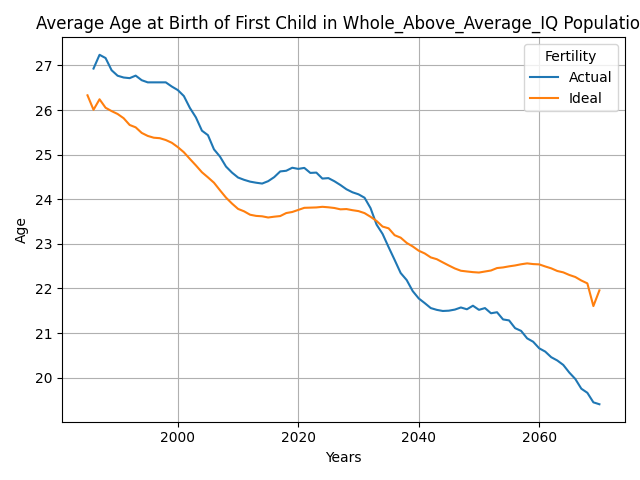 Average Age at Birth of First Child in Whole_Above_Average_IQ Populatio
Fertility
Actual
Ideal
27
26
25
24
23
22
21
20
Age
2000 2020 2040 2060
Years